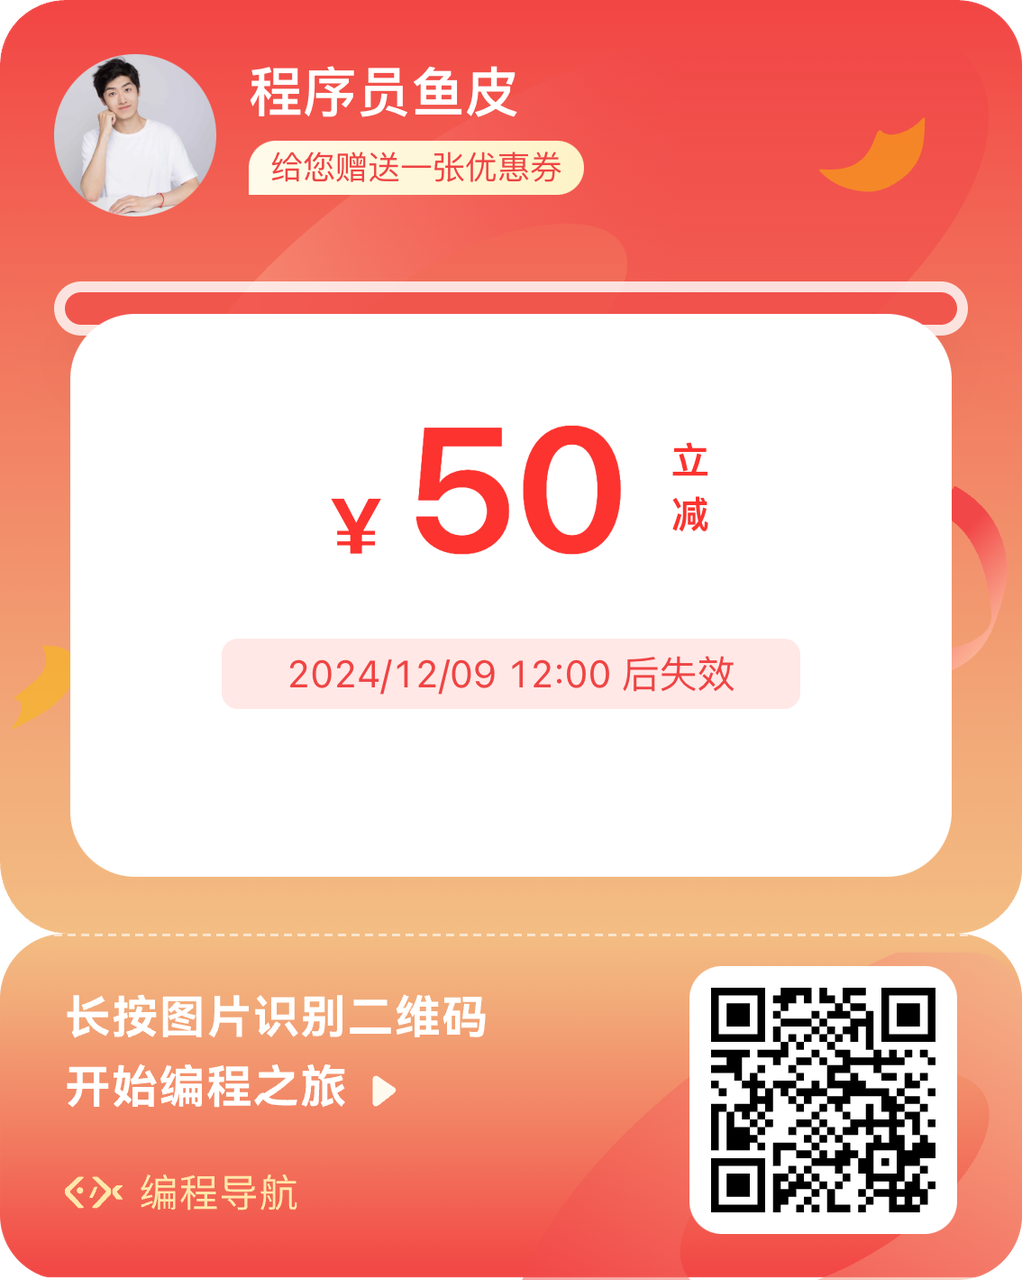 程序员鱼皮
给您赠送一张优惠券
¥ 50 立减
2024/12/09 12:00 后失效
长按图片识别二维码
开始编程之旅
编程导航